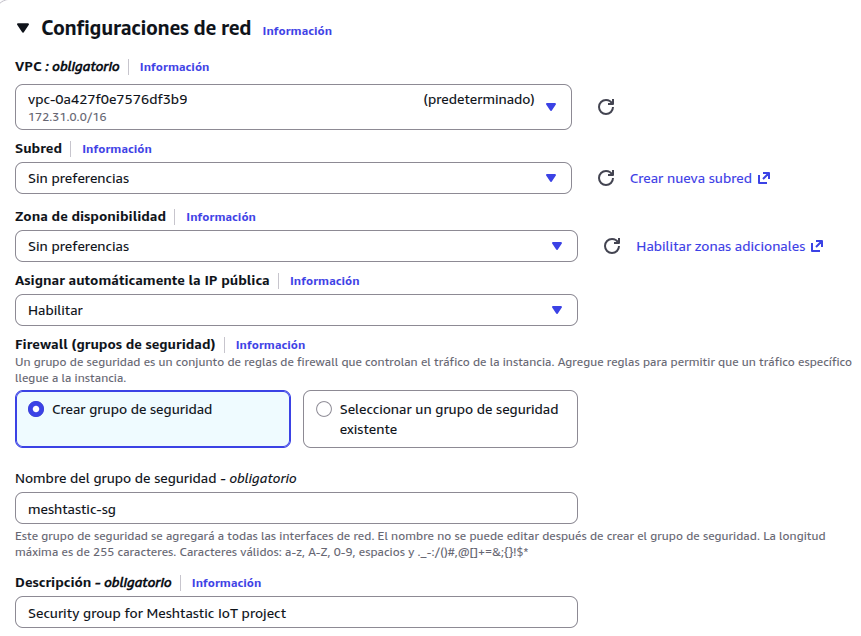 Configuraciones de red Información
VPC : obligatorio Información
vpc-0a427f0e7576df3b9 (predeterminado)
172.31.0.0/16
Subred Información
Sin preferencias Crear nueva subred
Zona de disponibilidad Información
Sin preferencias Habilitar zonas adicionales
Asignar automáticamente la IP pública Información
Habilitar
Firewall (grupos de seguridad) Información
Un grupo de seguridad es un conjunto de reglas de firewall que controlan el tráfico de la instancia. Agregue reglas para permitir que un tráfico específico
llegue a la instancia.
Crear grupo de seguridad
Seleccionar un grupo de seguridad
existente
Nombre del grupo de seguridad – obligatorio
meshtastic-sg
Este grupo de seguridad se agregará a todas las interfaces de red. El nombre no se puede editar después de crear el grupo de seguridad. La longitud
máxima es de 255 caracteres. Caracteres válidos: a-z, A-Z, 0-9, espacios y ._-:/()#,@[]+=&;{}!$*
Descripción – obligatorio Información
Security group for Meshtastic IoT project